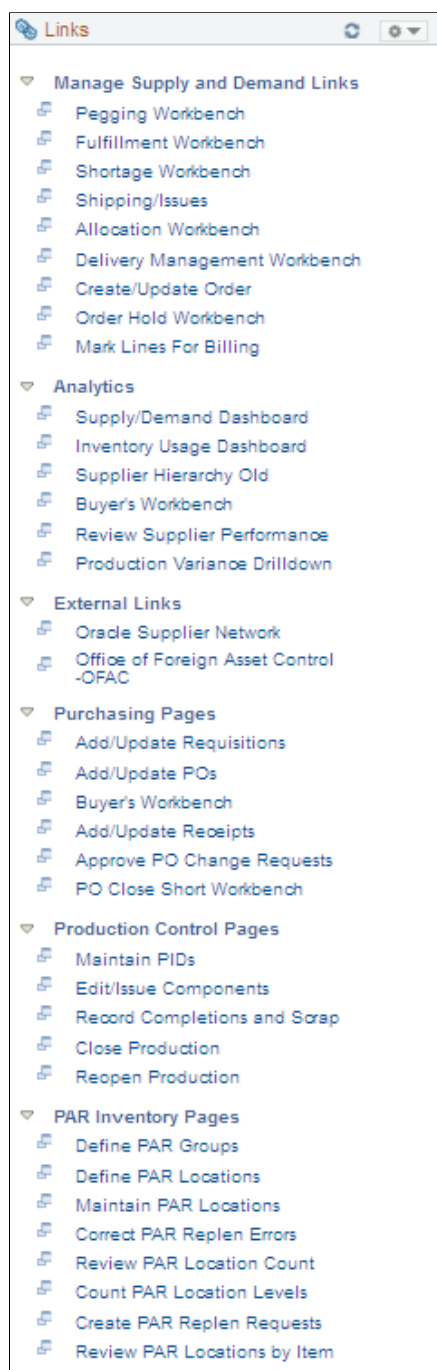 Links
Manage Supply and Demand Links
Pegging Workbench
Fulfillment Workbench
Shortage Workbench
Shipping/Issues
Allocation Workbench
Delivery Management Workbench
Create/Update Order
Order Hold Workbench
Mark Lines For Billing
Analytics
Supply/Demand Dashboard
Inventory Usage Dashboard
Supplier Hierarchy Old
Buyer's Workbench
Review Supplier Performance
Production Variance Drilldown
External Links
Oracle Supplier Network
Office of Foreign Asset Control
-OFAC
Purchasing Pages
Add/Update Requisitions
Add/Update POs
Buyer's Workbench
Add/Update Receipts
Approve PO Change Requests
PO Close Short Workbench
Production Control Pages
Maintain PIDs
Edit/Issue Components
Record Completions and Scrap
Close Production
Reopen Production
PAR Inventory Pages
Define PAR Groups
Define PAR Locations
Maintain PAR Locations
Correct PAR Replen Errors
Review PAR Location Count
Count PAR Location Levels
Create PAR Replen Requests
Review PAR Locations by Item